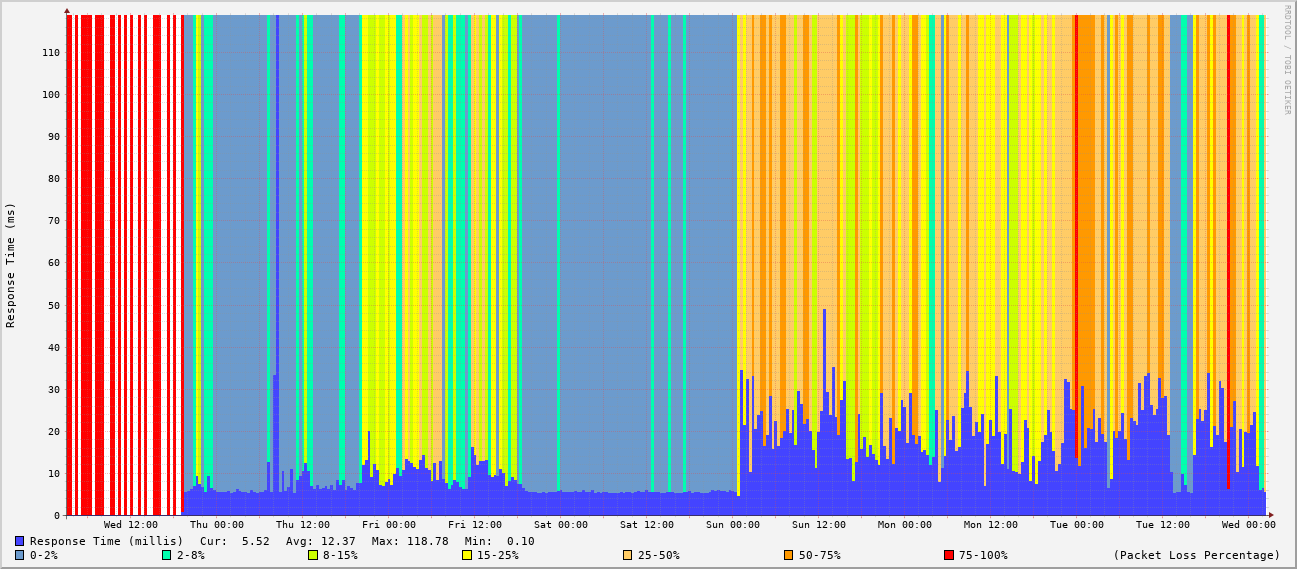 RRDTOOL / TOBI OETIKER
Response Time (ms)
110
100
90
80
70
60
50
40
30
20
10
0
Wed 12:00 Thu 00:00 Thu 12:00 Fri 00:00 Fri 12:00 Sat 00:00 Sat 12:00 Sun 00:00 Sun 12:00 Mon 00:00 Mon 12:00 Tue 00:00 Tue 12:00 Wed 00:00
Response Time (millis) Cur: 5.52 Avg: 12.37 Max: 118.78 Min: 0.10
0-2% 2-8% 8-15% 15-25% 25-50% 50-75% 75-100% (Packet Loss Percentage)